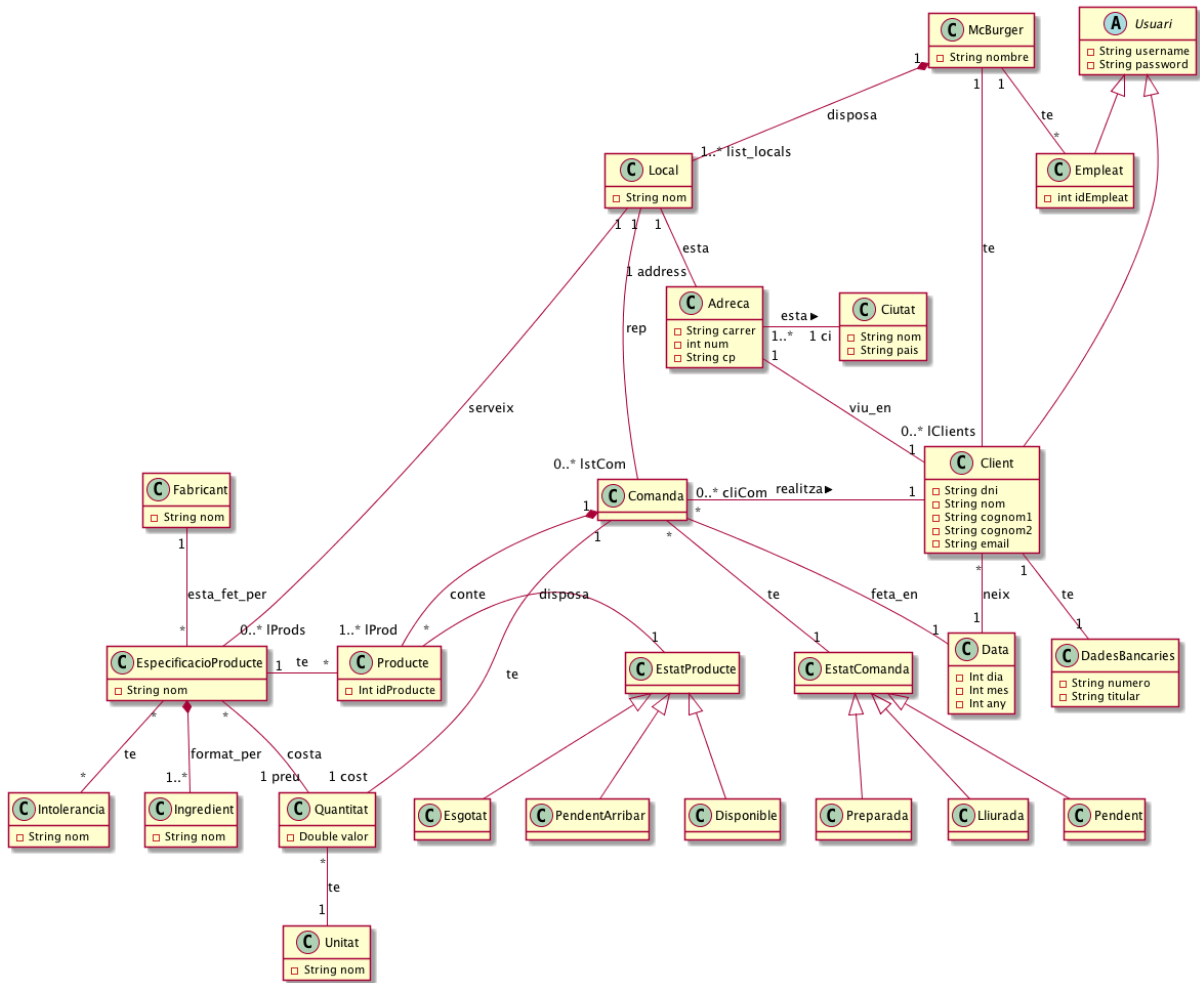 C McBurger
String nombre
A Usuari
String username
String password
1
1
1
disposa
te
*
1..* list_locals
C Local
String nom
C Empleat
int idEmpleat
1
1
1
esta
te
1 address
rep
C Adreca
String carrer
int num
String cp
esta►
1..*
1 ci
C Ciutat
String nom
String pais
1
serveix
viu_en
0..* lClients
1
0..* lstCom
C Fabricant
String nom
C Comanda
0..* cliCom
realitza►
1
C Client
String dni
String nom
String cognom1
String cognom2
String email
1
1
1
*
*
*
1
esta_fet_per
conte
disposa
te
feta_en
neix
te
*
0..* lProds
1..* lProd
*
1
1
1
1
1
C EspecificacioProducte
String nom
1
te
*
C Producte
Int idProducte
te
C EstatProducte
C EstatComanda
C Data
Int dia
Int mes
Int any
C DadesBancaries
String numero
String titular
*
*
te
format_per
costa
*
1..*
1 preu
1 cost
C Intolerancia
String nom
C Ingredient
String nom
C Quantitat
Double valor
C Esgotat
C PendentArribar
C Disponible
C Preparada
C Lliurada
C Pendent
*
te
1
C Unitat
String nom